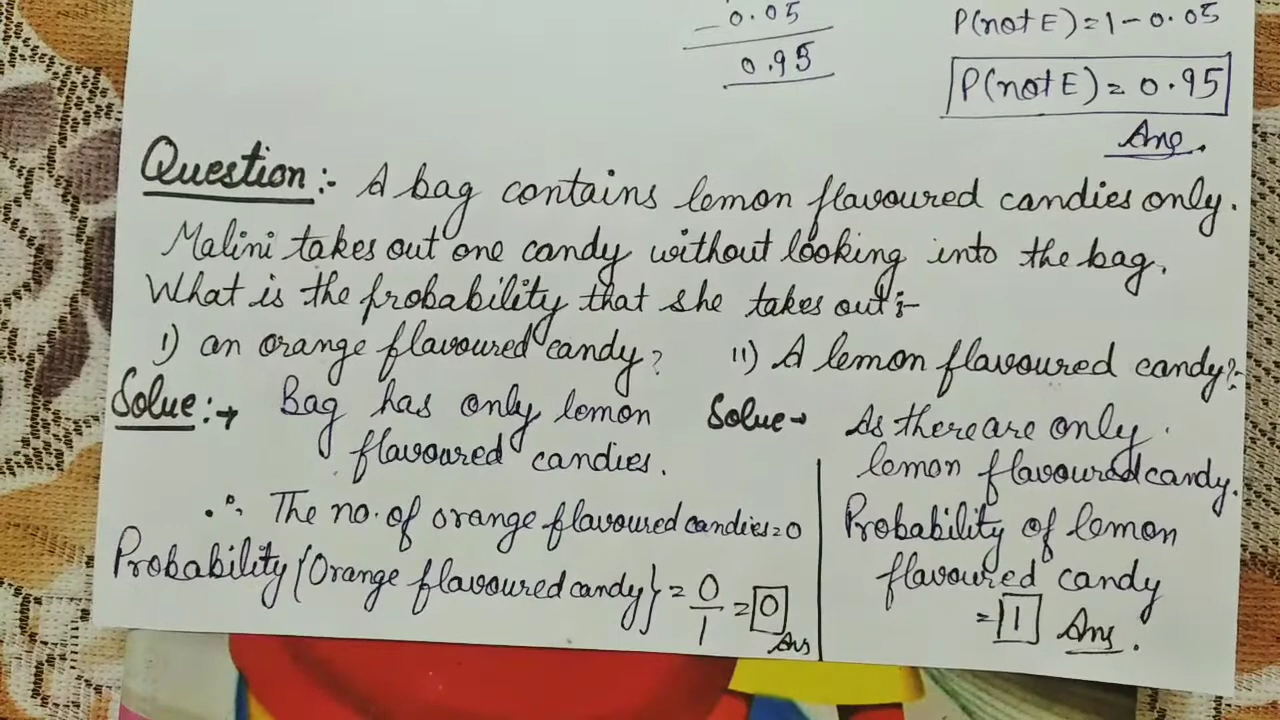 - 0.05
0.95
P(not E) = 1 - 0.05
P(not E) = 0.95
Ans.
Question:- A bag contains lemon flavoured candies only.
Malini takes out one candy without looking into the bag.
What is the probability that she takes out:-
i) an orange flavoured candy?
ii) A lemon flavoured candy?:-
Solve:→ Bag has only lemon
flavoured candies.
∴ The no. of orange flavoured candies = 0
Probability {Orange flavoured candy} = 0/1 = 0
Ans
Solve→ As there are only
lemon flavoured candy.
Probability of lemon
flavoured candy
= 1 Ans.